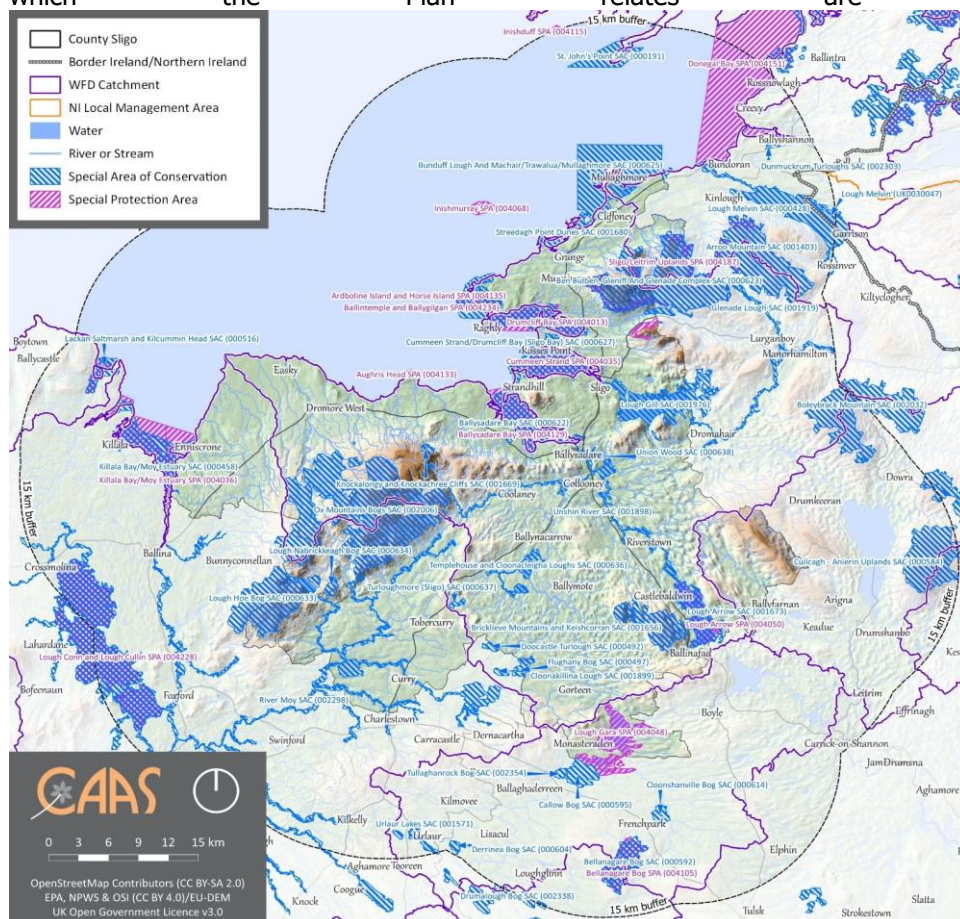 which the Plan relates are
County Sligo
Border Ireland/Northern Ireland
WFD Catchment
NI Local Management Area
Water
River or Stream
Special Area of Conservation
Special Protection Area
15 km buffer
Inishduff SPA (004115)
St. John's Point SAC (000191)
Donegal Bay SPA (004151)
Ballintra
Rossnowlagh
Creevy
Ballyshannon
Bundoran
Dunmuckrum Turloughs SAC (002303)
Bunduff Lough And Machair/Trawalua/Mullaghmore SAC (000625)
Mullaghmore
Lough Melvin (UK0030047)
Kinlough
Lough Melvin SAC (000428)
Inishmurray SPA (004068)
Cliffoney
Garrison
Streedagh Point Dunes SAC (001680)
Arroo Mountain SAC (001403)
Rossinver
Grange
Sligo/Leitrim Uplands SPA (004187)
Ben Bulben, Gleniff And Glenade Complex SAC (000623)
Kiltyclogher
Ardboline Island and Horse Island SPA (004135)
Ballintemple and Ballygilgan SPA (004234)
Glenade Lough SAC (001919)
Raghly
Drumcliff Bay SPA (004013)
Cummeen Strand/Drumcliff Bay (Sligo Bay) SAC (000627)
Lurganboy
Lackan Saltmarsh and Kilcummin Head SAC (000516)
Rosses Point
Manorhamilton
Boytown
Ballycastle
Cummeen Strand SPA (004035)
Easky
Aughris Head SPA (004133)
Strandhill
Sligo
Dromore West
Lough Gill SAC (001976)
Boleybrack Mountain SAC (002032)
Ballysadare Bay SAC (000622)
Ballysadare Bay SPA (004129)
Dromahair
Killala
Enniscrone
Ballysadare
Union Wood SAC (000638)
Killala Bay/Moy Estuary SAC (000458)
Killala Bay/Moy Estuary SPA (004036)
Collooney
Dowra
Knockalongy and Knockachree Cliffs SAC (001669)
Coolaney
Drumkeeran
Ox Mountains Bogs SAC (002006)
Unshin River SAC (001898)
Ballynacarrow
Riverstown
Ballina
Bunnyconnellan
Lough Nabrickkeagh Bog SAC (000634)
Templehouse and Cloonacleigha Loughs SAC (000636)
Cuilcagh - Anierin Uplands SAC (000584)
Crossmolina
Turloughmore (Sligo) SAC (000637)
Ballymote
Lough Hoe Bog SAC (000633)
Castlebaldwin
Ballyfarnan
Arigna
Lough Arrow SAC (001673)
Lough Arrow SPA (004050)
Keadue
Drumshanbo
15 km buffer
Tobercurry
Bricklieve Mountains and Keishcorran SAC (001656)
Lahardane
Doocastle Turlough SAC (000492)
Ballinafad
Lough Conn and Lough Cullin SPA (004228)
Flughany Bog SAC (000497)
Cloonakillina Lough SAC (001899)
Bofeenaun
Foxford
Curry
Gorteen
Leitrim
River Moy SAC (002298)
Effrinagh
Charlestown
Boyle
Swinford
Carracastle
Dernacartha
Lough Gara SPA (004048)
Monasteraden
Carrick-on-Shannon
JamDrumsna
Tullaghanrock Bog SAC (002354)
Ballaghaderreen
Cloonshanville Bog SAC (000614)
Aghamore
Callow Bog SAC (000595)
Kilmovee
Frenchpark
Kilkelly
Urlaur Lakes SAC (001571)
Urlaur
Lisacul
Elphin
Derrinea Bog SAC (000604)
Bellanagare Bog SAC (000592)
Bellanagare Bog SPA (004105)
Aghamore
Tooreen
Loughglinn
Coogue
Knock
Drumalough Bog SAC (002338)
Slatta
Tulsk
Strokestown
15 km buffer
15 km buffer
CAAS
0 3 6 9 12 15 km
OpenStreetMap Contributors (CC BY-SA 2.0)
EPA, NPWS & OSI (CC BY 4.0)/EU-DEM
UK Open Government Licence v3.0